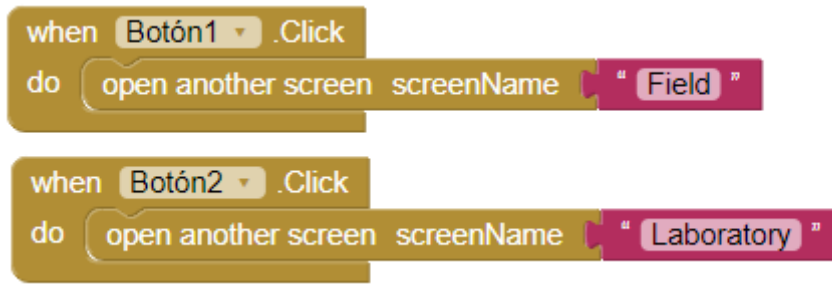 when Botón1 .Click
do open another screen screenName " Field "
when Botón2 .Click
do open another screen screenName " Laboratory "